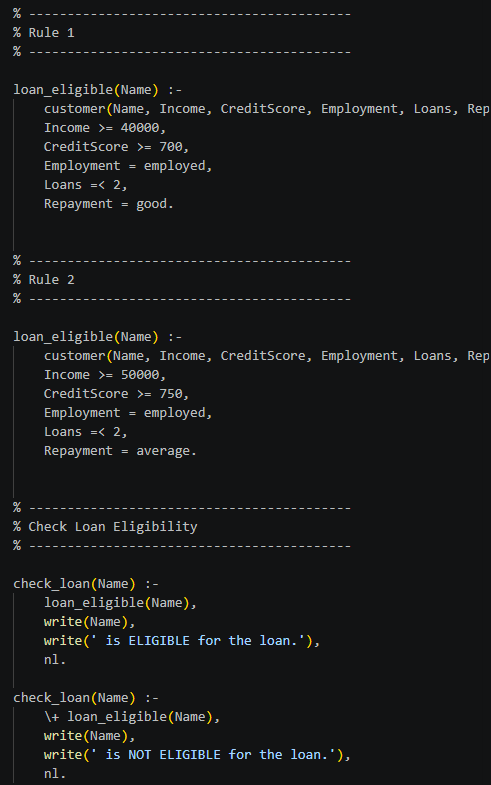 % ------------------------------------------
% Rule 1
% ------------------------------------------
loan_eligible(Name) :-
customer(Name, Income, CreditScore, Employment, Loans, Rep
Income >= 40000,
CreditScore >= 700,
Employment = employed,
Loans =< 2,
Repayment = good.
% ------------------------------------------
% Rule 2
% ------------------------------------------
loan_eligible(Name) :-
customer(Name, Income, CreditScore, Employment, Loans, Rep
Income >= 50000,
CreditScore >= 750,
Employment = employed,
Loans =< 2,
Repayment = average.
% ------------------------------------------
% Check Loan Eligibility
% ------------------------------------------
check_loan(Name) :-
loan_eligible(Name),
write(Name),
write(' is ELIGIBLE for the loan.'),
nl.
check_loan(Name) :-
\+ loan_eligible(Name),
write(Name),
write(' is NOT ELIGIBLE for the loan.'),
nl.